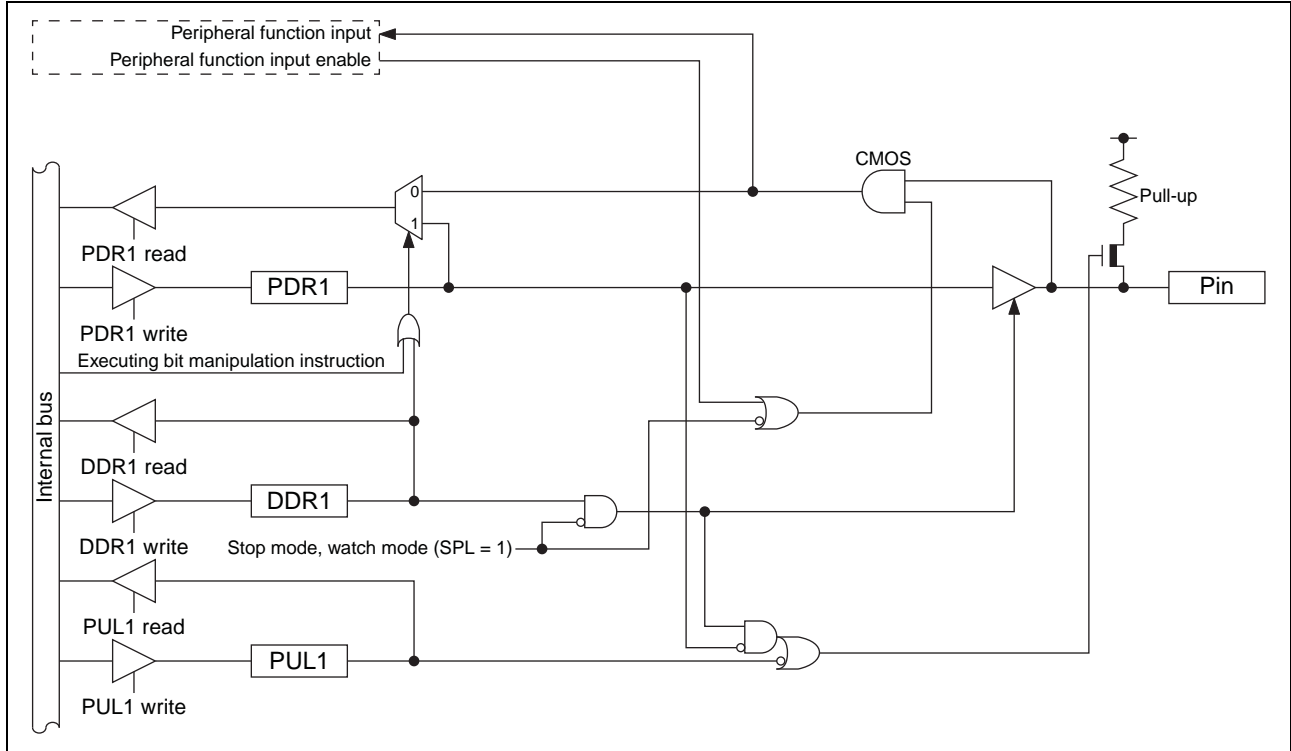 Peripheral function input
Peripheral function input enable
CMOS
Pull-up
0
1
PDR1 read
PDR1
Pin
PDR1 write
Executing bit manipulation instruction
Internal bus
DDR1 read
DDR1
DDR1 write
Stop mode, watch mode (SPL = 1)
PUL1 read
PUL1
PUL1 write